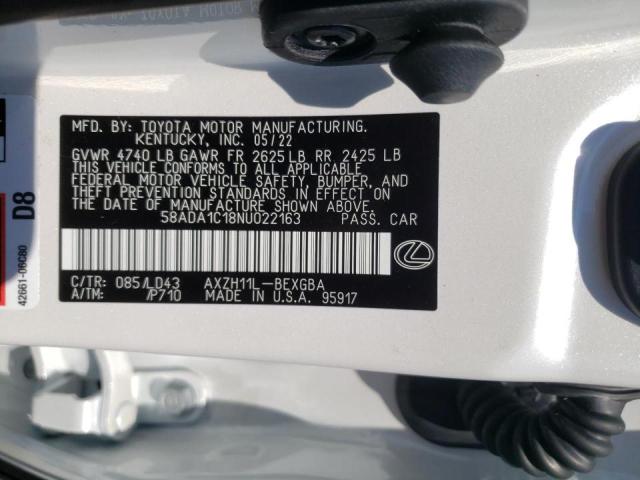 MFD. BY: TOYOTA MOTOR MANUFACTURING.
KENTUCKY, INC. 05/22
GVWR 4740 LB GAWR FR 2625 LB RR 2425 LB
THIS VEHICLE CONFORMS TO ALL APPLICABLE
FEDERAL MOTOR VEHICLE SAFETY, BUMPER,
AND THEFT PREVENTION STANDARDS IN EFFECT ON
THE DATE OF MANUFACTURE SHOWN ABOVE.
58ADA1C18NU022163 PASS. CAR
C/TR: 085/LD43 AXZH11L-BEXGBA
A/TM: /P710 MADE IN U.S.A. 95917
D8
42661-06C80